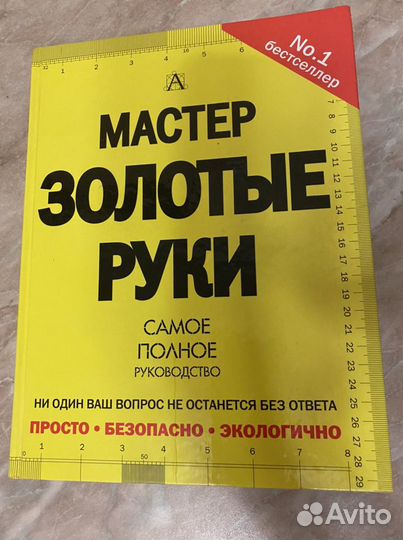 No.1
бестселлер
А
МАСТЕР
ЗОЛОТЫЕ
РУКИ
САМОЕ
ПОЛНОЕ
РУКОВОДСТВО
НИ ОДИН ВАШ ВОПРОС НЕ ОСТАНЕТСЯ БЕЗ ОТВЕТА
ПРОСТО • БЕЗОПАСНО • ЭКОЛОГИЧНО
Avito